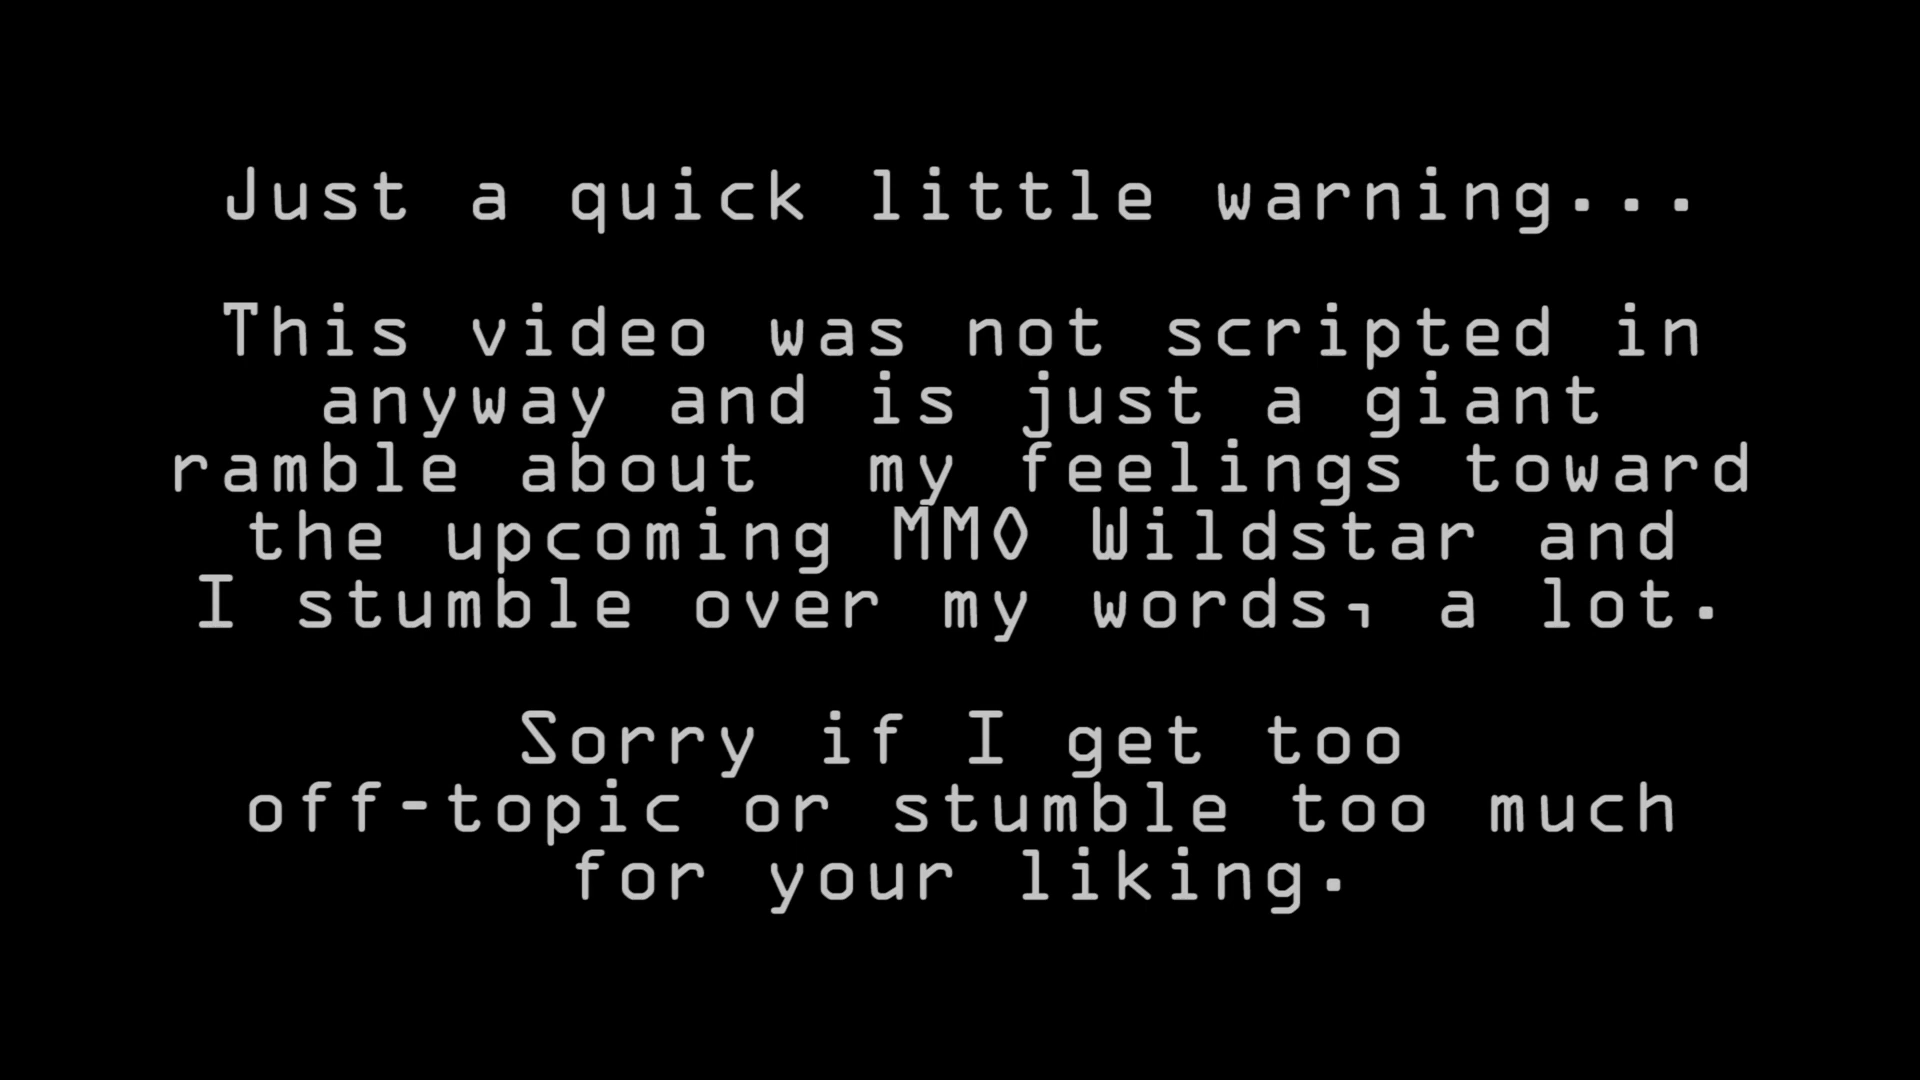 Just a quick little warning...
This video was not scripted in
anyway and is just a giant
ramble about  my feelings toward
the upcoming MMO Wildstar and
I stumble over my words, a lot.
Sorry if I get too
off-topic or stumble too much
for your liking.